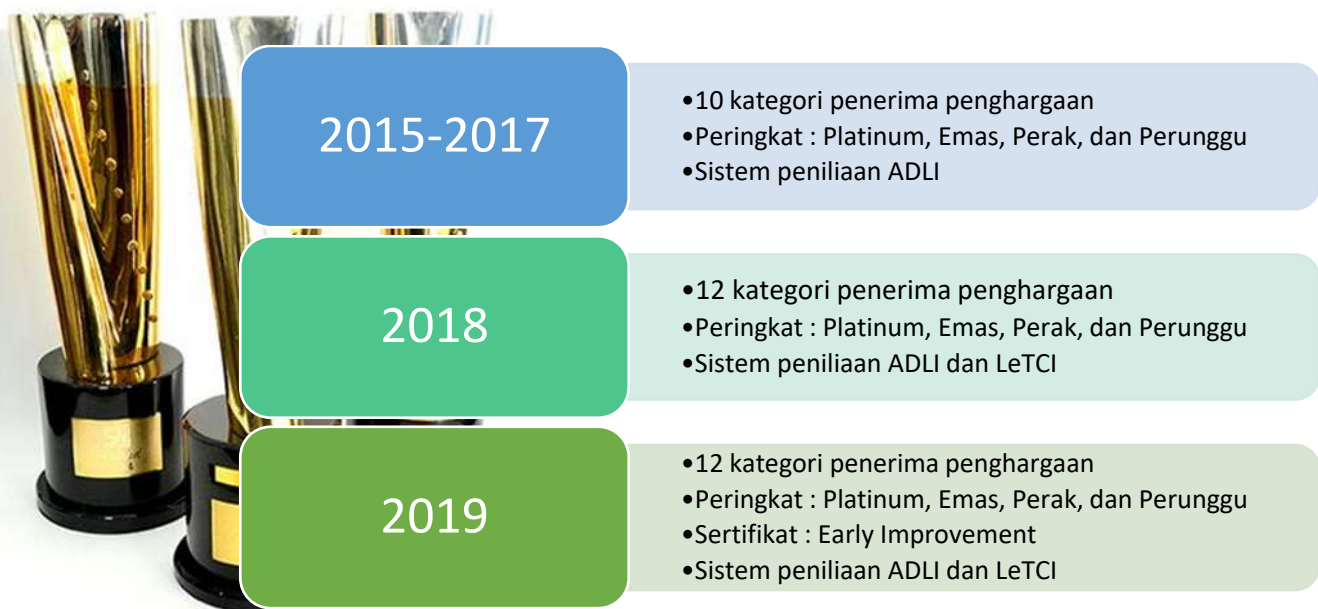 2015-2017
•10 kategori penerima penghargaan
•Peringkat : Platinum, Emas, Perak, dan Perunggu
•Sistem peniliaan ADLI
2018
•12 kategori penerima penghargaan
•Peringkat : Platinum, Emas, Perak, dan Perunggu
•Sistem peniliaan ADLI dan LeTCI
2019
•12 kategori penerima penghargaan
•Peringkat : Platinum, Emas, Perak, dan Perunggu
•Sertifikat : Early Improvement
•Sistem peniliaan ADLI dan LeTCI